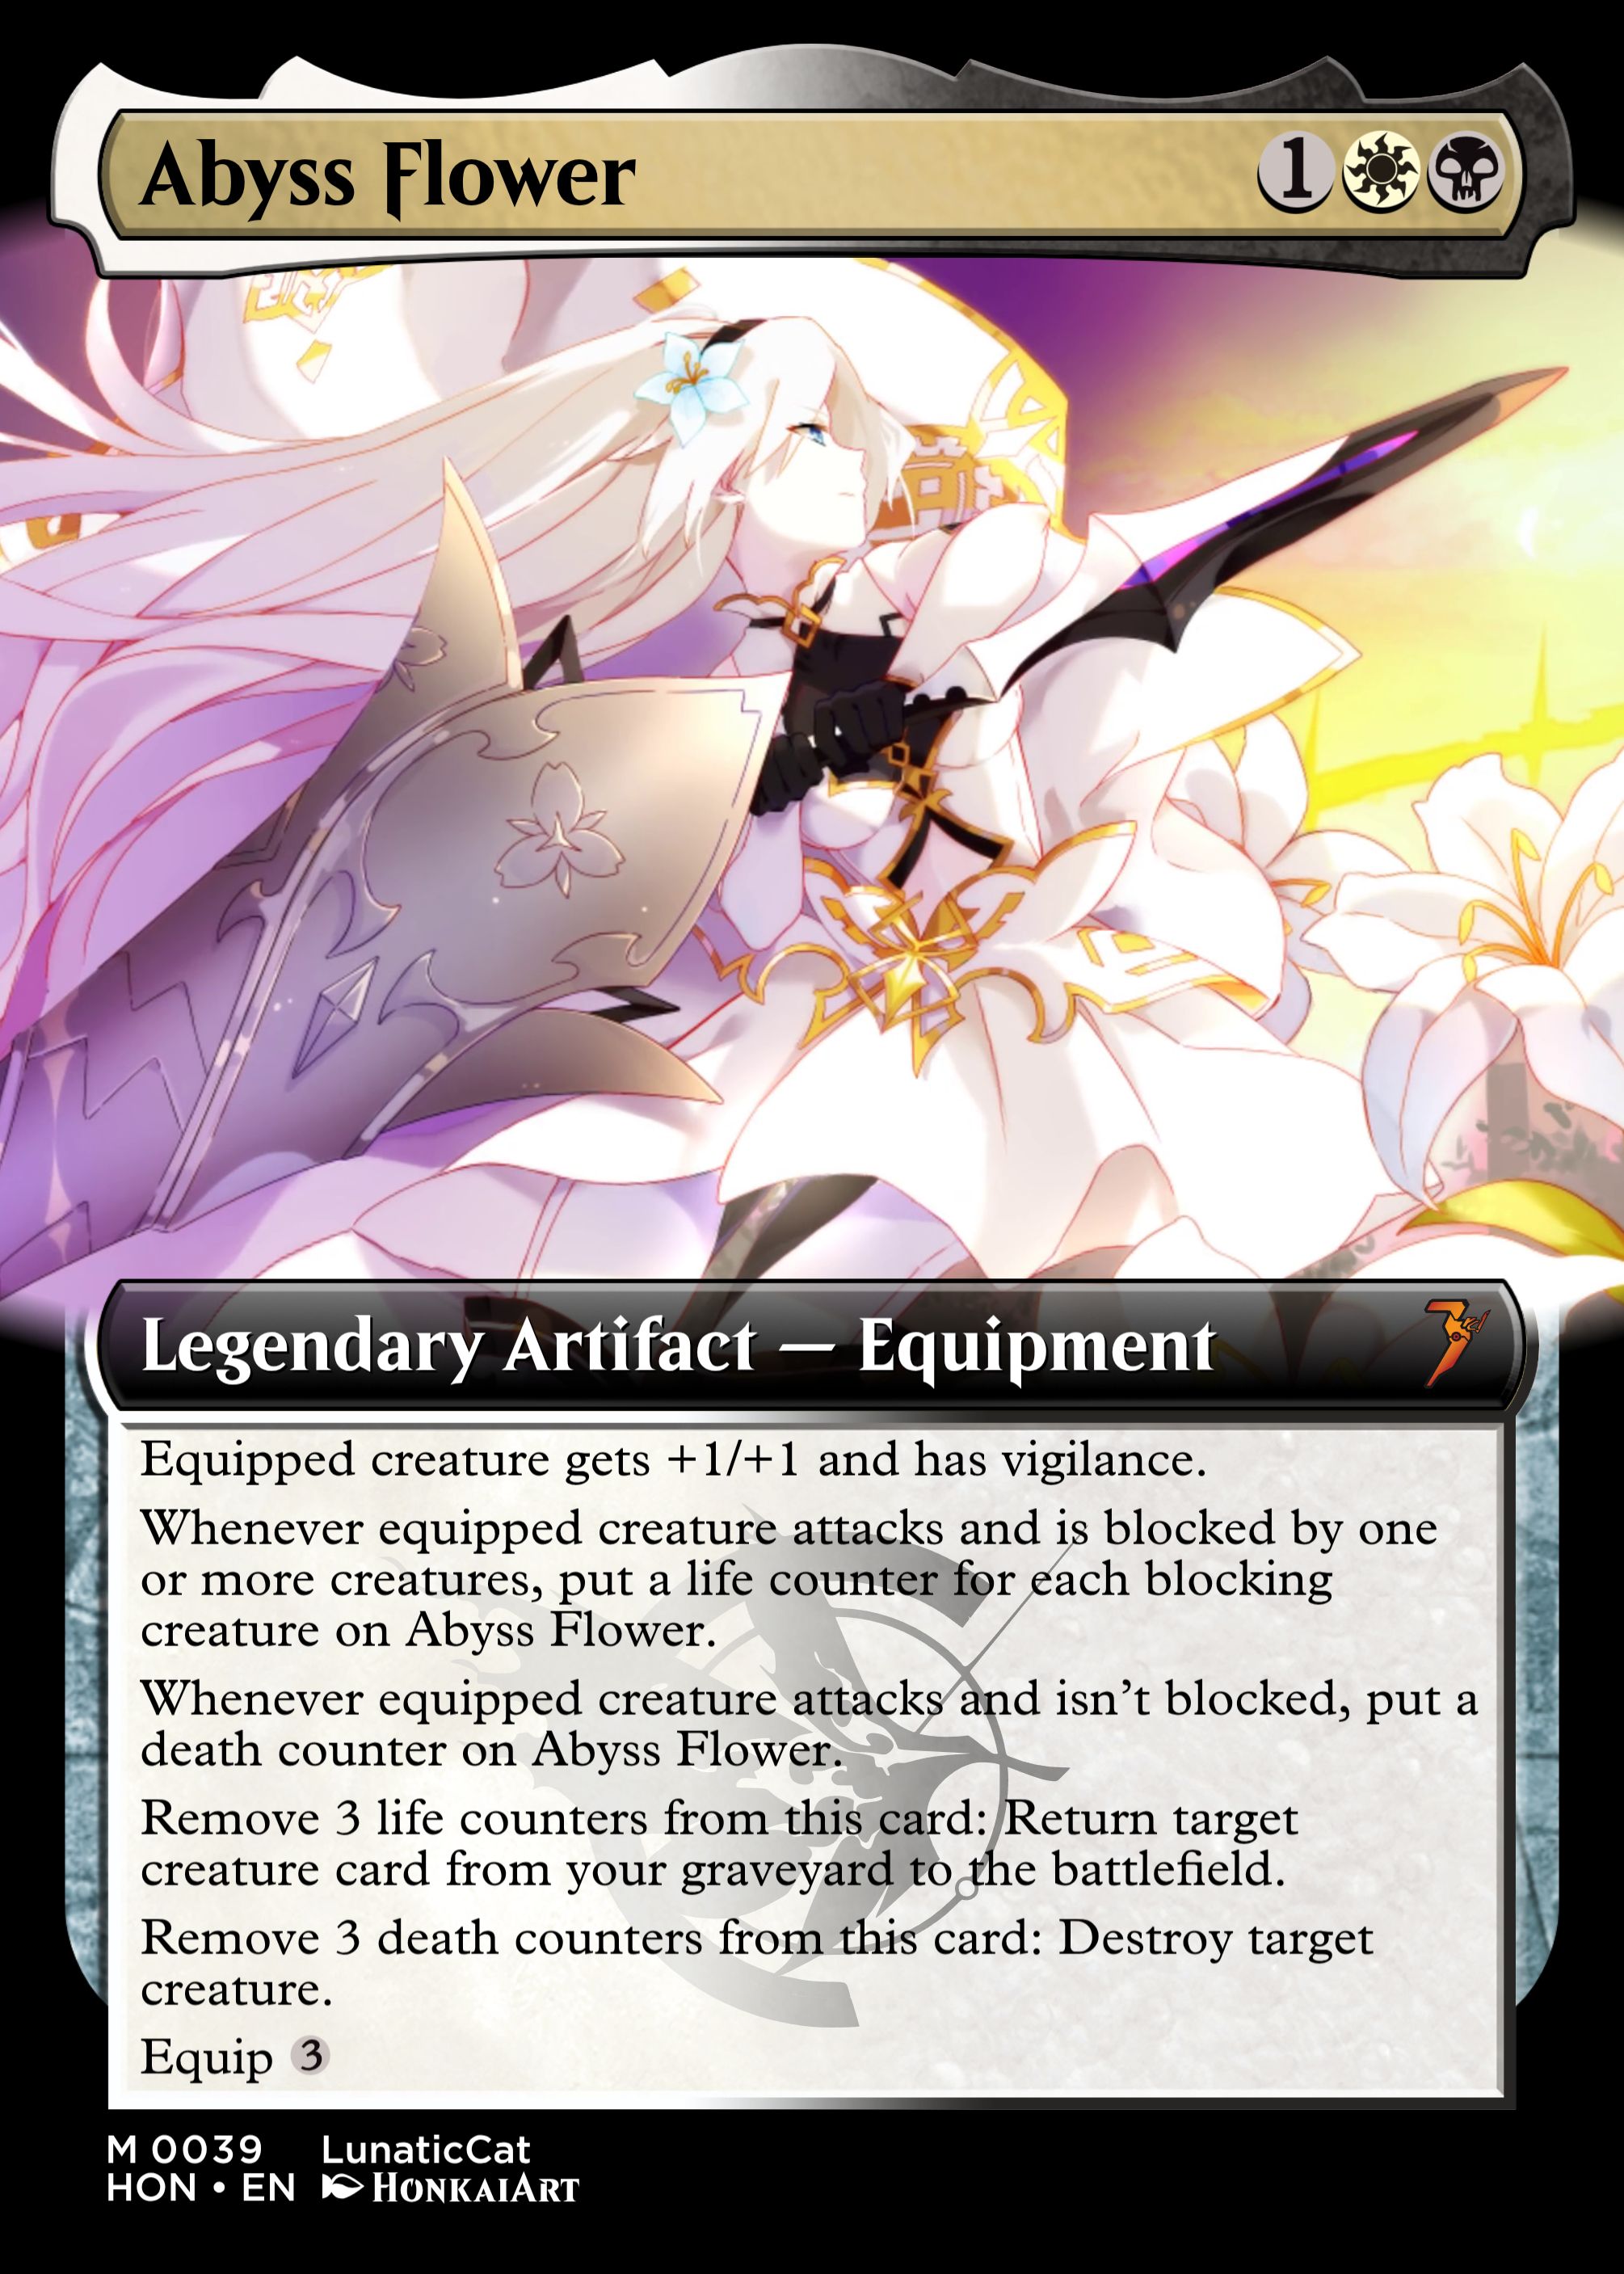 Abyss Flower 1
Legendary Artifact — Equipment
Equipped creature gets +1/+1 and has vigilance.
Whenever equipped creature attacks and is blocked by one
or more creatures, put a life counter for each blocking
creature on Abyss Flower.
Whenever equipped creature attacks and isn't blocked, put a
death counter on Abyss Flower.
Remove 3 life counters from this card: Return target
creature card from your graveyard to the battlefield.
Remove 3 death counters from this card: Destroy target
creature.
Equip 3
M 0039 LunaticCat
HON • EN HONKAIART